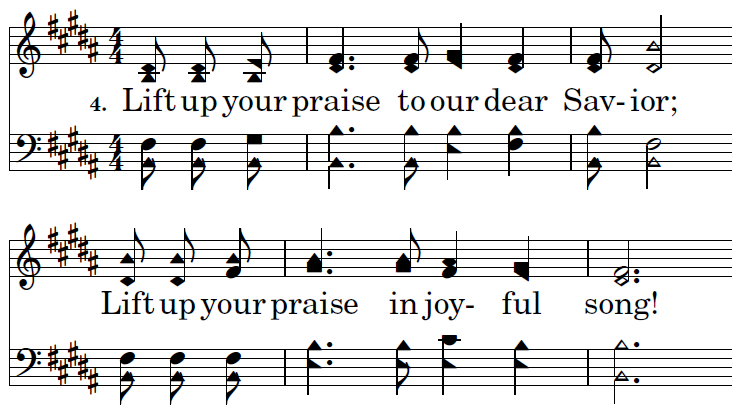 4. Lift up your praise to our dear Sav-ior;
Lift up your praise in joy- ful song!